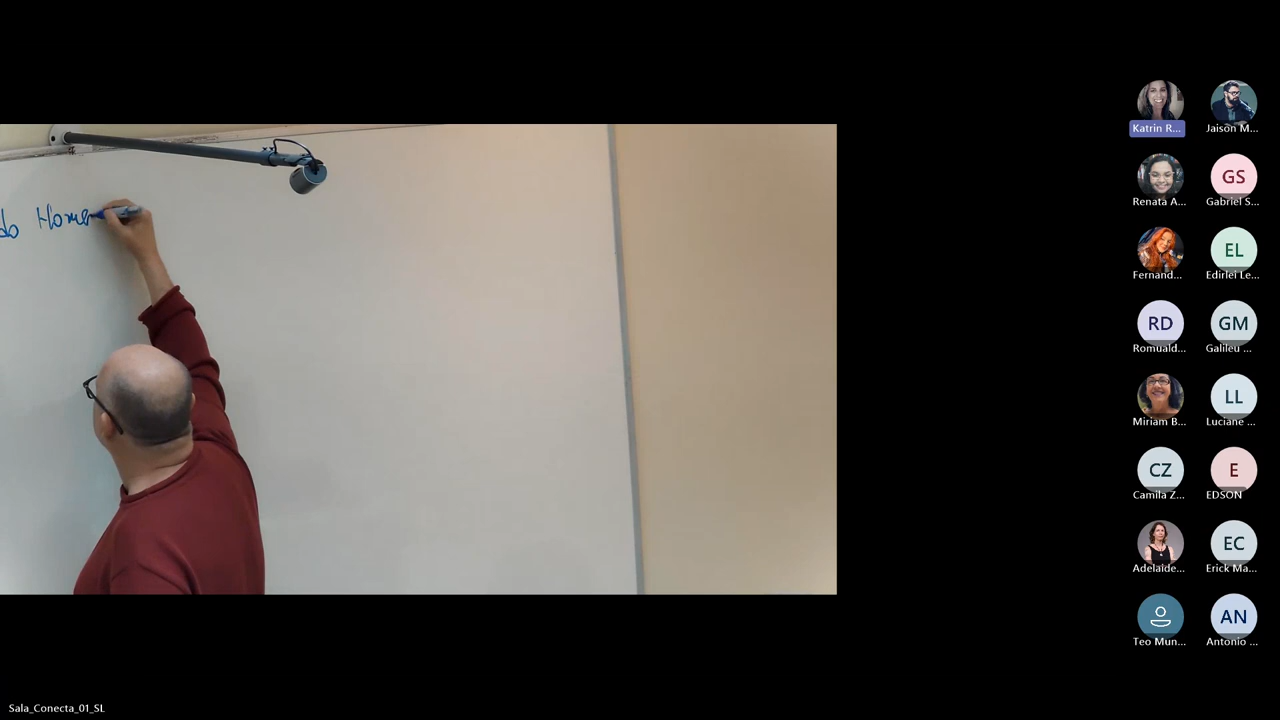 do Home
Katrin R...
Jaison M...
Renata A...
GS
Gabriel S...
Fernand...
EL
Edirlei Le...
RD
Romuald...
GM
Galileu ...
Miriam B...
LL
Luciane ...
CZ
Camila Z...
E
EDSON
Adelaide...
EC
Erick Ma...
Teo Mun...
AN
Antonio ...
Sala_Conecta_01_SL